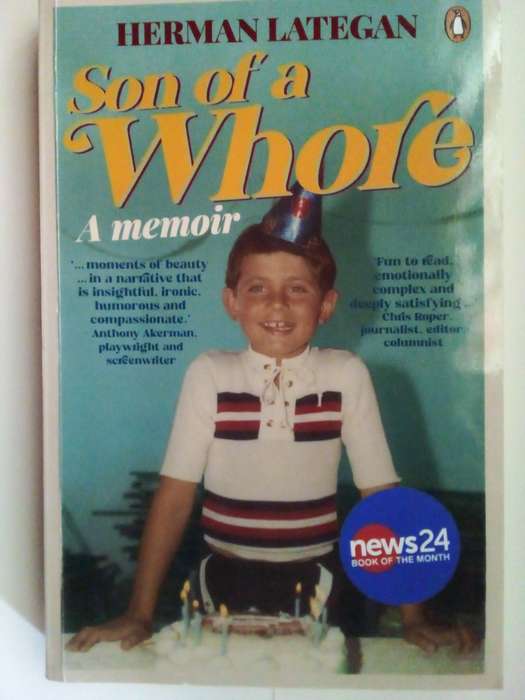 HERMAN LATEGAN
Son of a
Whore
A memoir
'... moments of beauty
... in a narrative that
is insightful, ironic,
humorous and
compassionate.'
Anthony Akerman,
playwright and
screenwriter
'Fun to read,
emotionally
complex and
deeply satisfying ...'
Chris Roper,
journalist, editor,
columnist
news24
BOOK OF THE MONTH